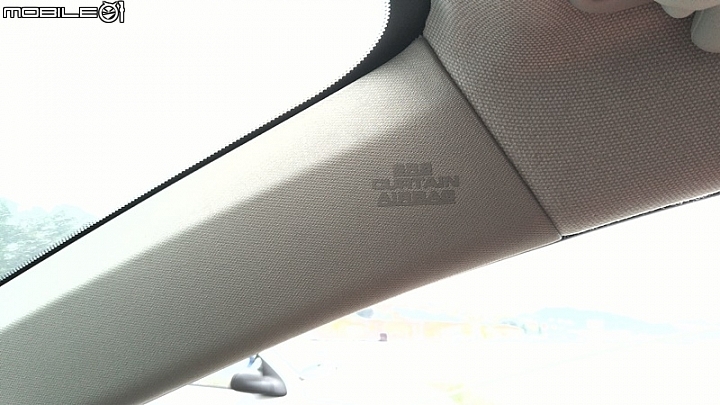 MOBILE01
SRS
CURTAIN
AIRBAG